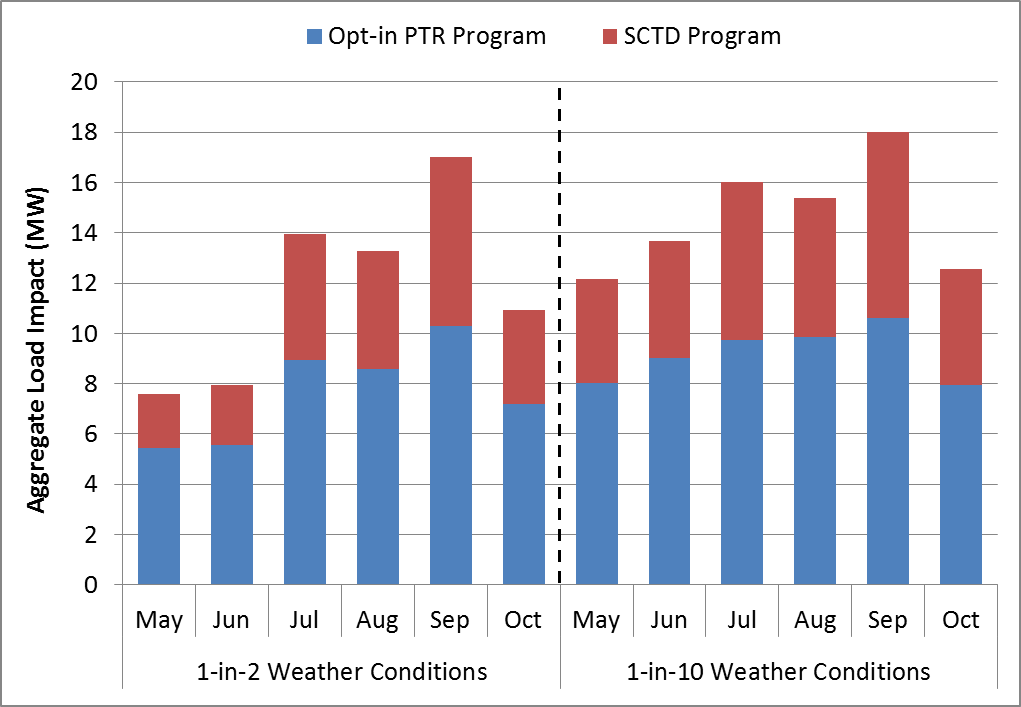 Opt-in PTR Program
SCTD Program
Aggregate Load Impact (MW)
20
18
16
14
12
10
8
6
4
2
0
May Jun Jul Aug Sep Oct May Jun Jul Aug Sep Oct
1-in-2 Weather Conditions
1-in-10 Weather Conditions